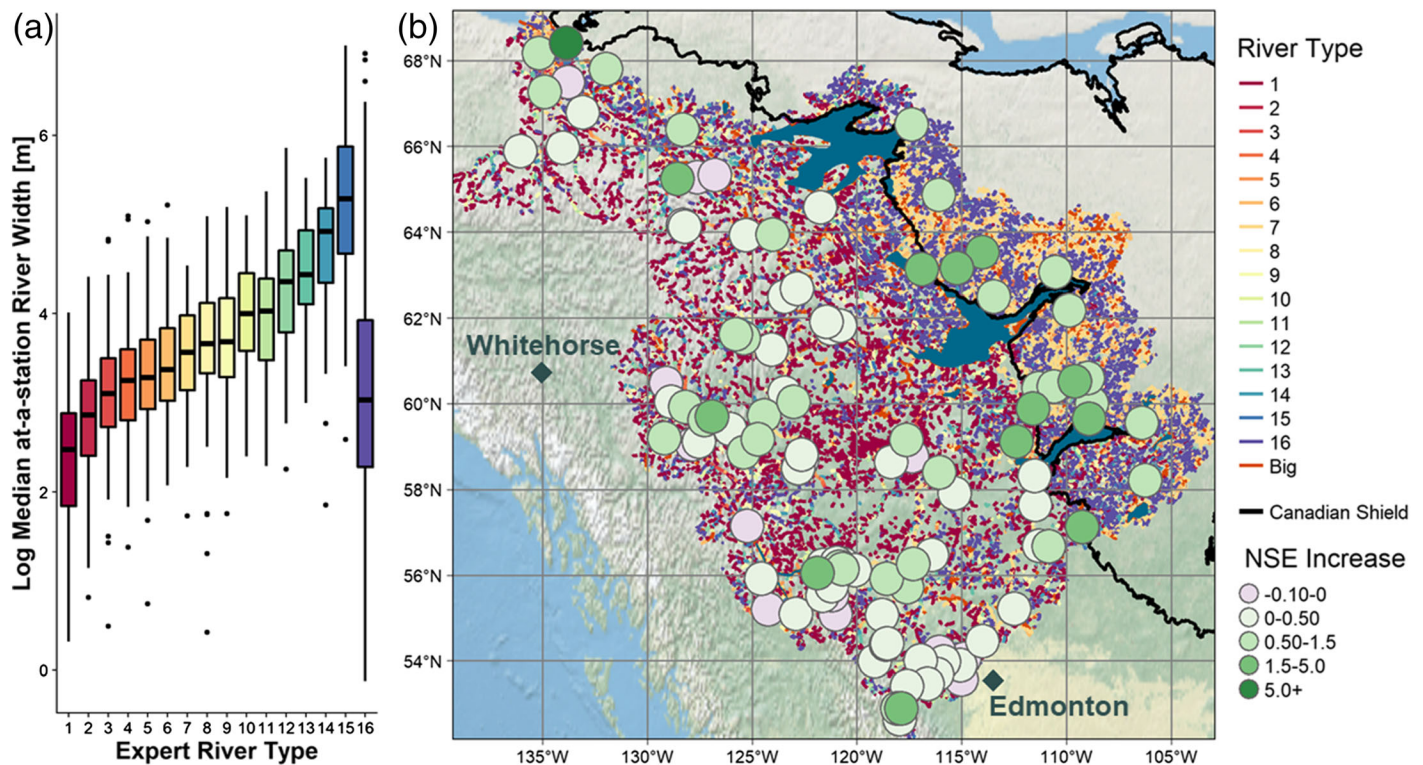 (a)
Log Median at-a-station River Width [m]
6
4
2
0
1 2 3 4 5 6 7 8 9 10 11 12 13 14 15 16
Expert River Type
(b)
68°N
66°N
64°N
62°N
60°N
58°N
56°N
54°N
Whitehorse
Edmonton
135°W 130°W 125°W 120°W 115°W 110°W 105°W
River Type
1
2
3
4
5
6
7
8
9
10
11
12
13
14
15
16
Big
Canadian Shield
NSE Increase
-0.10-0
0-0.50
0.50-1.5
1.5-5.0
5.0+